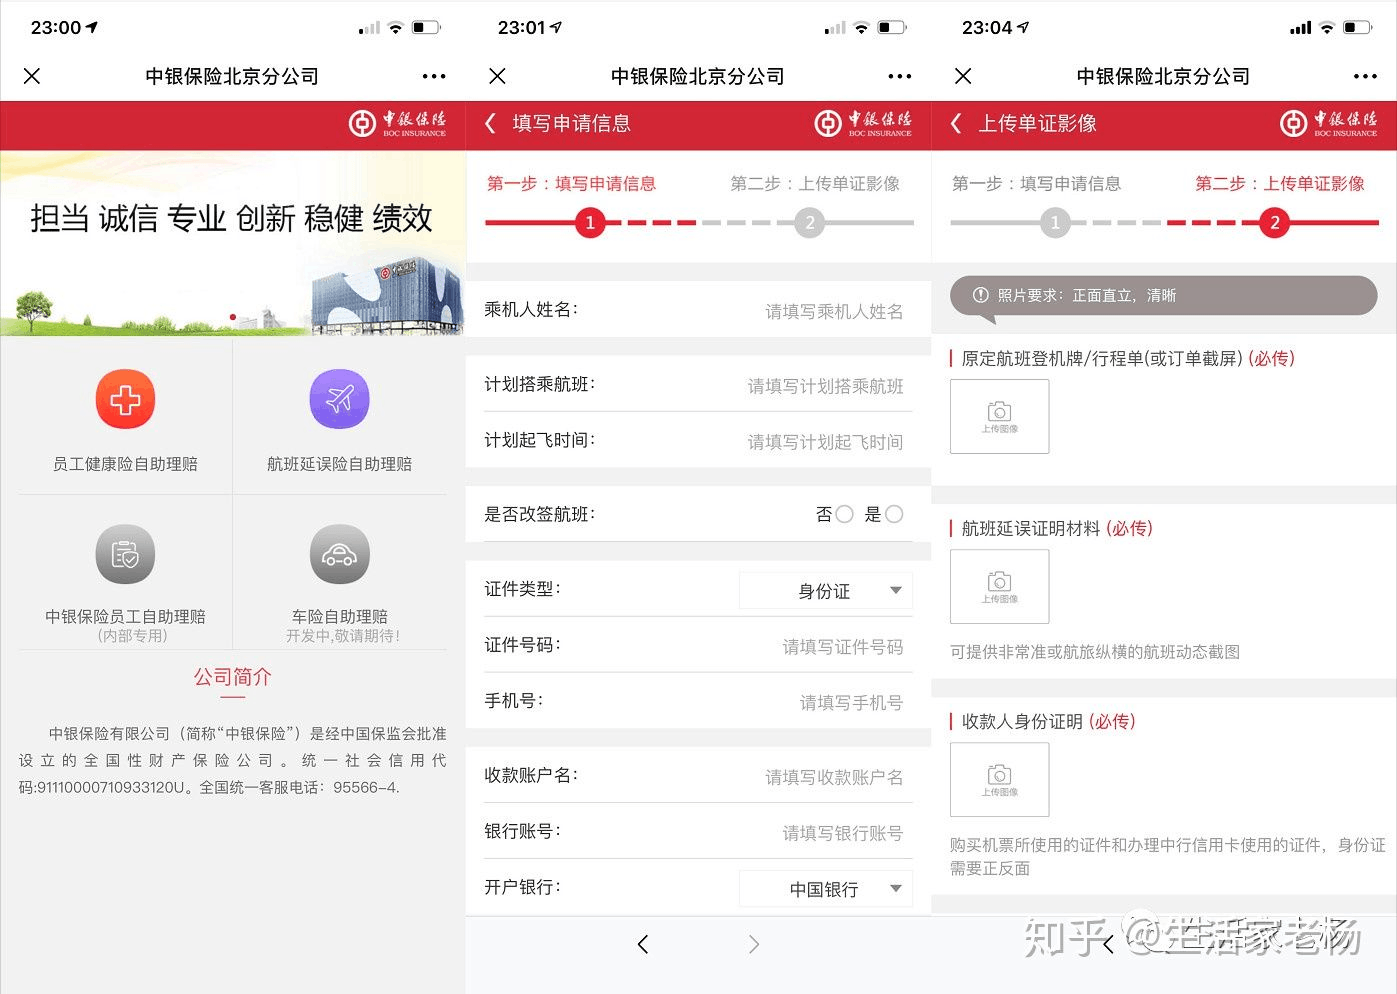 23:00
中银保险北京分公司
中银保险
BOC INSURANCE
担当 诚信 专业 创新 稳健 绩效
中银保险
员工健康险自助理赔
航班延误险自助理赔
中银保险员工自助理赔
(内部专用)
车险自助理赔
开发中,敬请期待!
公司简介
中银保险有限公司（简称“中银保险”）是经中国保监会批准
设立的全国性财产保险公司。统一社会信用代
码:91110000710933120U。全国统一客服电话：95566-4.
23:01
中银保险北京分公司
填写申请信息
中银保险
BOC INSURANCE
第一步：填写申请信息
第二步：上传单证影像
1
2
乘机人姓名：
请填写乘机人姓名
计划搭乘航班：
请填写计划搭乘航班
计划起飞时间：
请填写计划起飞时间
是否改签航班：
否
是
证件类型：
身份证
证件号码：
请填写证件号码
手机号：
请填写手机号
收款账户名：
请填写收款账户名
银行账号：
请填写银行账号
开户银行：
中国银行
23:04
中银保险北京分公司
上传单证影像
中银保险
BOC INSURANCE
第一步：填写申请信息
第二步：上传单证影像
1
2
照片要求：正面直立，清晰
原定航班登机牌/行程单(或订单截屏) (必传)
上传图像
航班延误证明材料 (必传)
上传图像
可提供非常准或航旅纵横的航班动态截图
收款人身份证明 (必传)
上传图像
购买机票所使用的证件和办理中行信用卡使用的证件，身份证
需要正反面
知乎 @生活家老杨